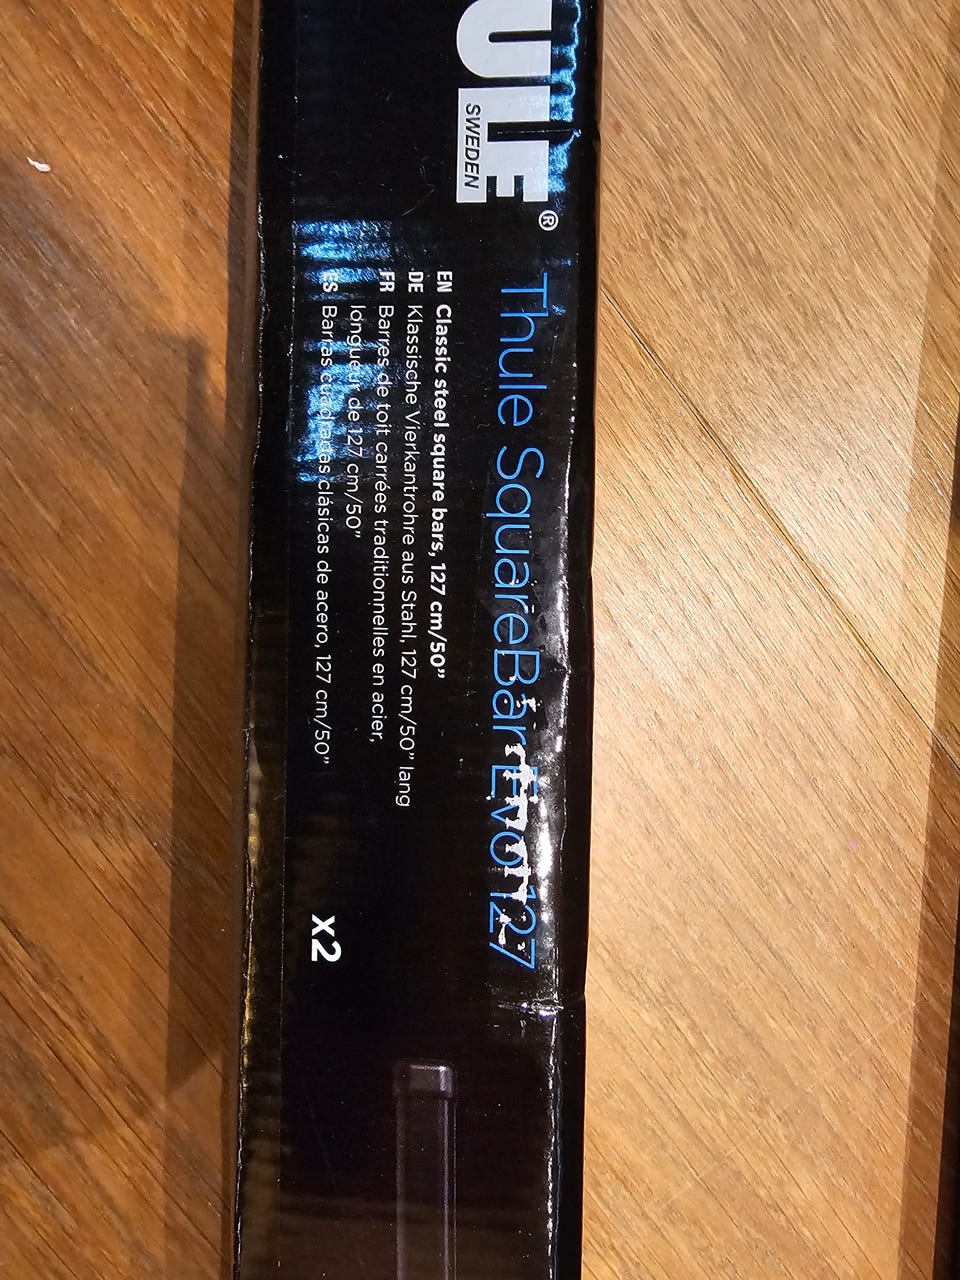 ULE®
SWEDEN
Thule SquareBar Evo 127
EN Classic steel square bars, 127 cm/50”
DE Klassische Vierkantrohre aus Stahl, 127 cm/50” lang
FR Barres de toit carrées traditionnelles en acier,
longueur de 127 cm/50”
ES Barras cuadradas clásicas de acero, 127 cm/50”
x2